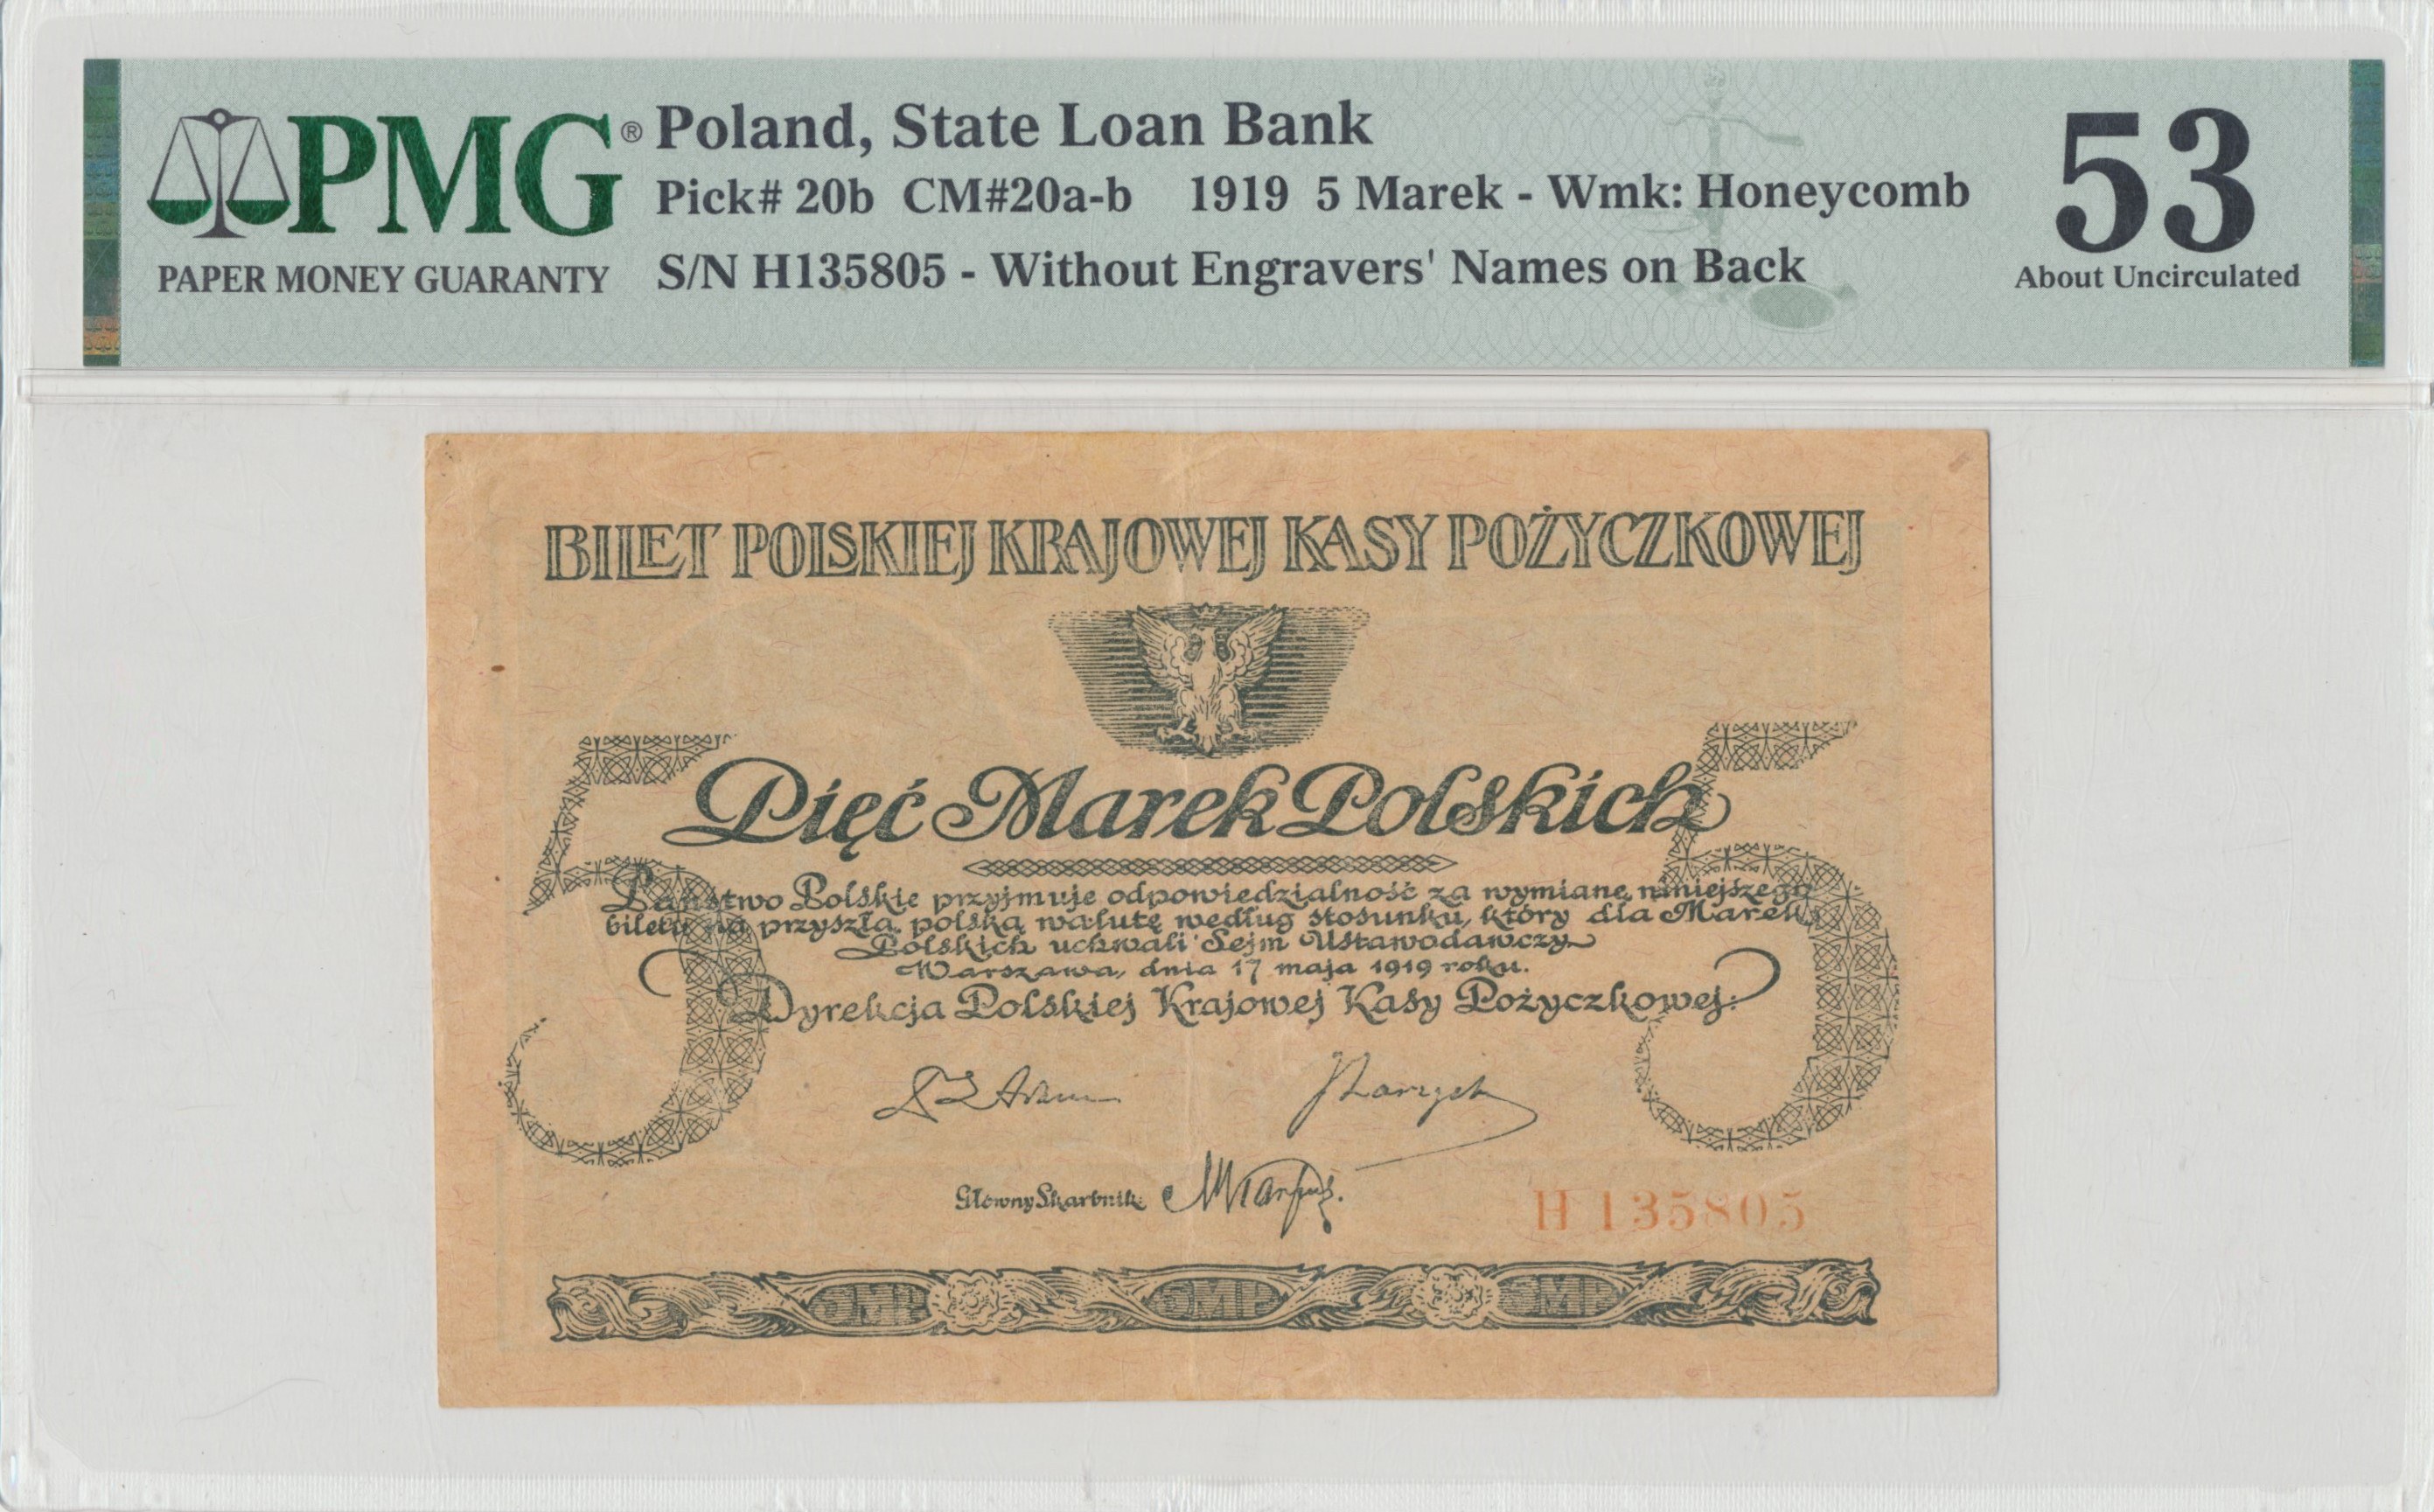 PMG®
PAPER MONEY GUARANTY
Poland, State Loan Bank
Pick# 20b CM#20a-b 1919 5 Marek - Wmk: Honeycomb
S/N H135805 - Without Engravers' Names on Back
53
About Uncirculated
BILET POLSKIEJ KRAJOWEJ KASY POŻYCZKOWEJ
5 5
Pięć Marek Polskich
Państwo Polskie przyjmuje odpowiedzialność za wymianę niniejszego
biletu na przyszłą polską walutę według stosunku, który dla Marek
Polskich uchwali Sejm Ustawodawczy
Warszawa, dnia 17 maja 1919 roku.
Dyrekcja Polskiej Krajowej Kasy Pożyczkowej:
Główny Skarbnik
H 135805
5MP 5MP 5MP